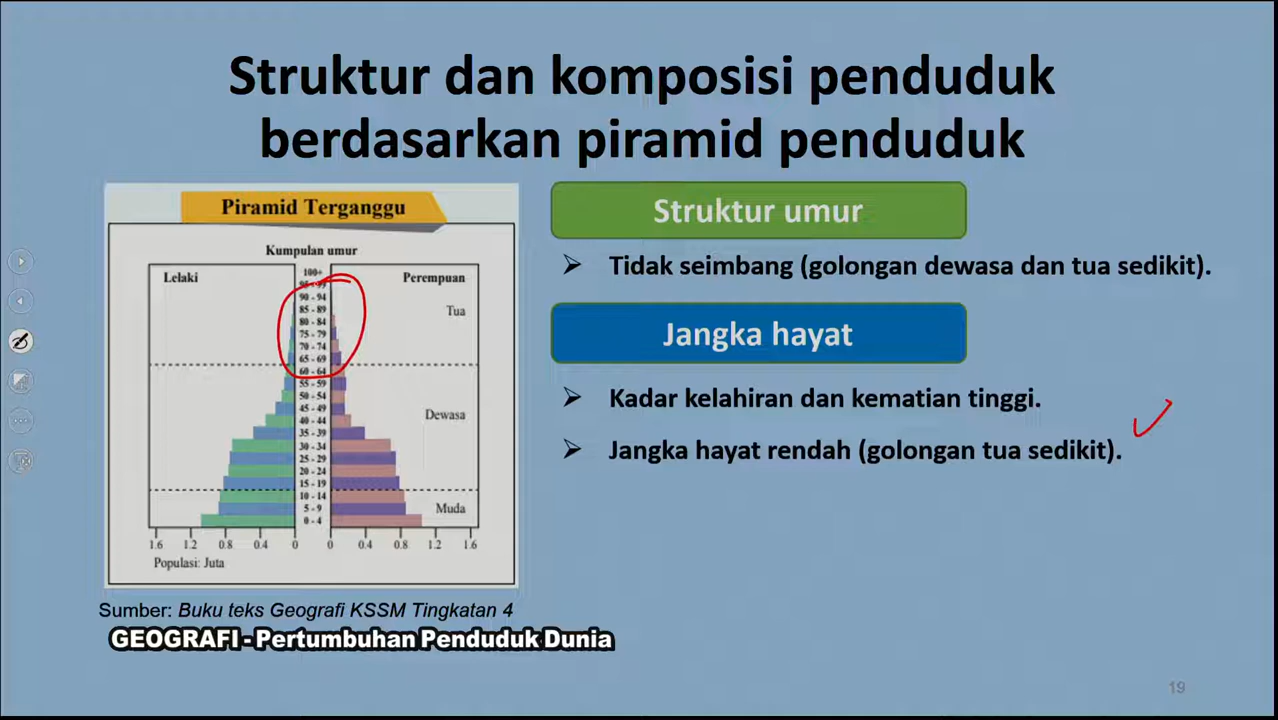 Struktur dan komposisi penduduk
berdasarkan piramid penduduk
Piramid Terganggu
Kumpulan umur
Lelaki
Perempuan
100+
95 - 99
90 - 94
85 - 89
Tua
80 - 84
75 - 79
70 - 74
65 - 69
60 - 64
55 - 59
50 - 54
45 - 49
Dewasa
40 - 44
35 - 39
30 - 34
25 - 29
20 - 24
15 - 19
10 - 14
5 - 9
Muda
0 - 4
1.6 1.2 0.8 0.4 0 0 0.4 0.8 1.2 1.6
Populasi: Juta
Sumber: Buku teks Geografi KSSM Tingkatan 4
GEOGRAFI - Pertumbuhan Penduduk Dunia
Struktur umur
Tidak seimbang (golongan dewasa dan tua sedikit).
Jangka hayat
Kadar kelahiran dan kematian tinggi.
Jangka hayat rendah (golongan tua sedikit).
19